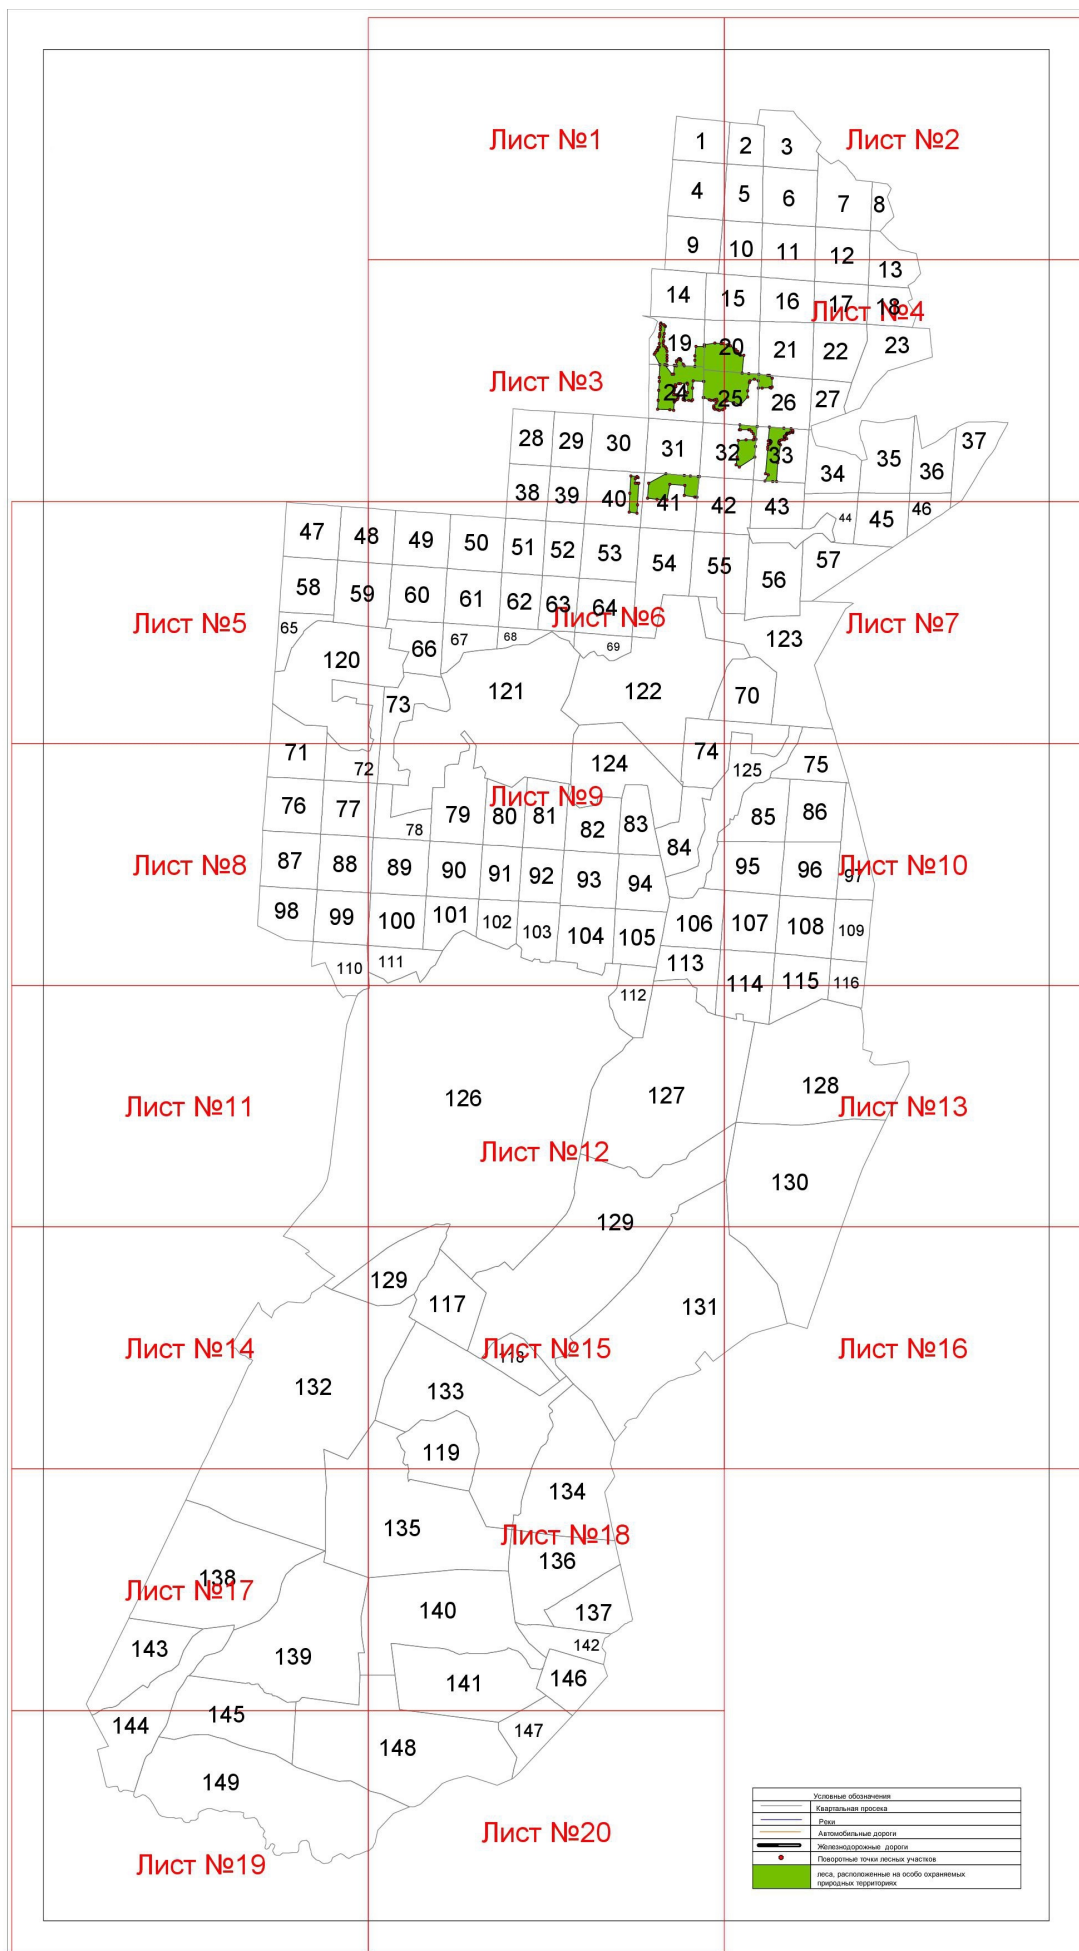 Лист №1
Лист №2
1 2 3
4 5 6 7 8
9 10 11 12 13
14 15 16 17 18
Лист №4
19 20 21 22 23
Лист №3
24 25 26 27
28 29 30 31 32 33 34 35 36 37
38 39 40 41 42 43 44 45 46
47 48 49 50 51 52 53 54 55 56 57
58 59 60 61 62 63 64
Лист №5
Лист №6
Лист №7
65 66 67 68 69 123
120 121 122 70
73
71 72 124 74 125 75
Лист №9
76 77 78 79 80 81 82 83 84 85 86
Лист №8
Лист №10
87 88 89 90 91 92 93 94 95 96 97
98 99 100 101 102 103 104 105 106 107 108 109
110 111 112 113 114 115 116
Лист №11
126 127 128
Лист №13
Лист №12
130
129
129 117 131
Лист №14
118
Лист №15
Лист №16
132 133
119
134
135
Лист №18
136
138
Лист №17
140 137
143 139 142
141 146
144 145 147
148
149
Лист №20
Лист №19
Условные обозначения
Квартальная просека
Реки
Автомобильные дороги
Железнодорожные дороги
Поворотные точки лесных участков
леса, расположенные на особо охраняемых
природных территориях